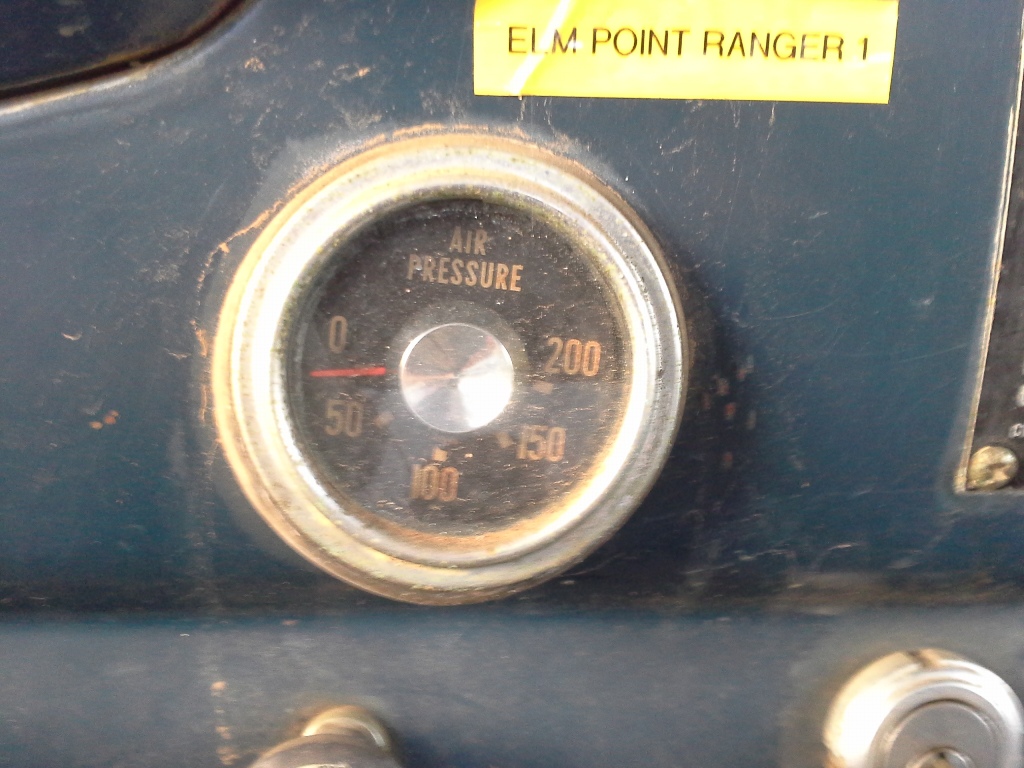 ELM POINT RANGER 1
AIR
PRESSURE
0
200
50
150
100